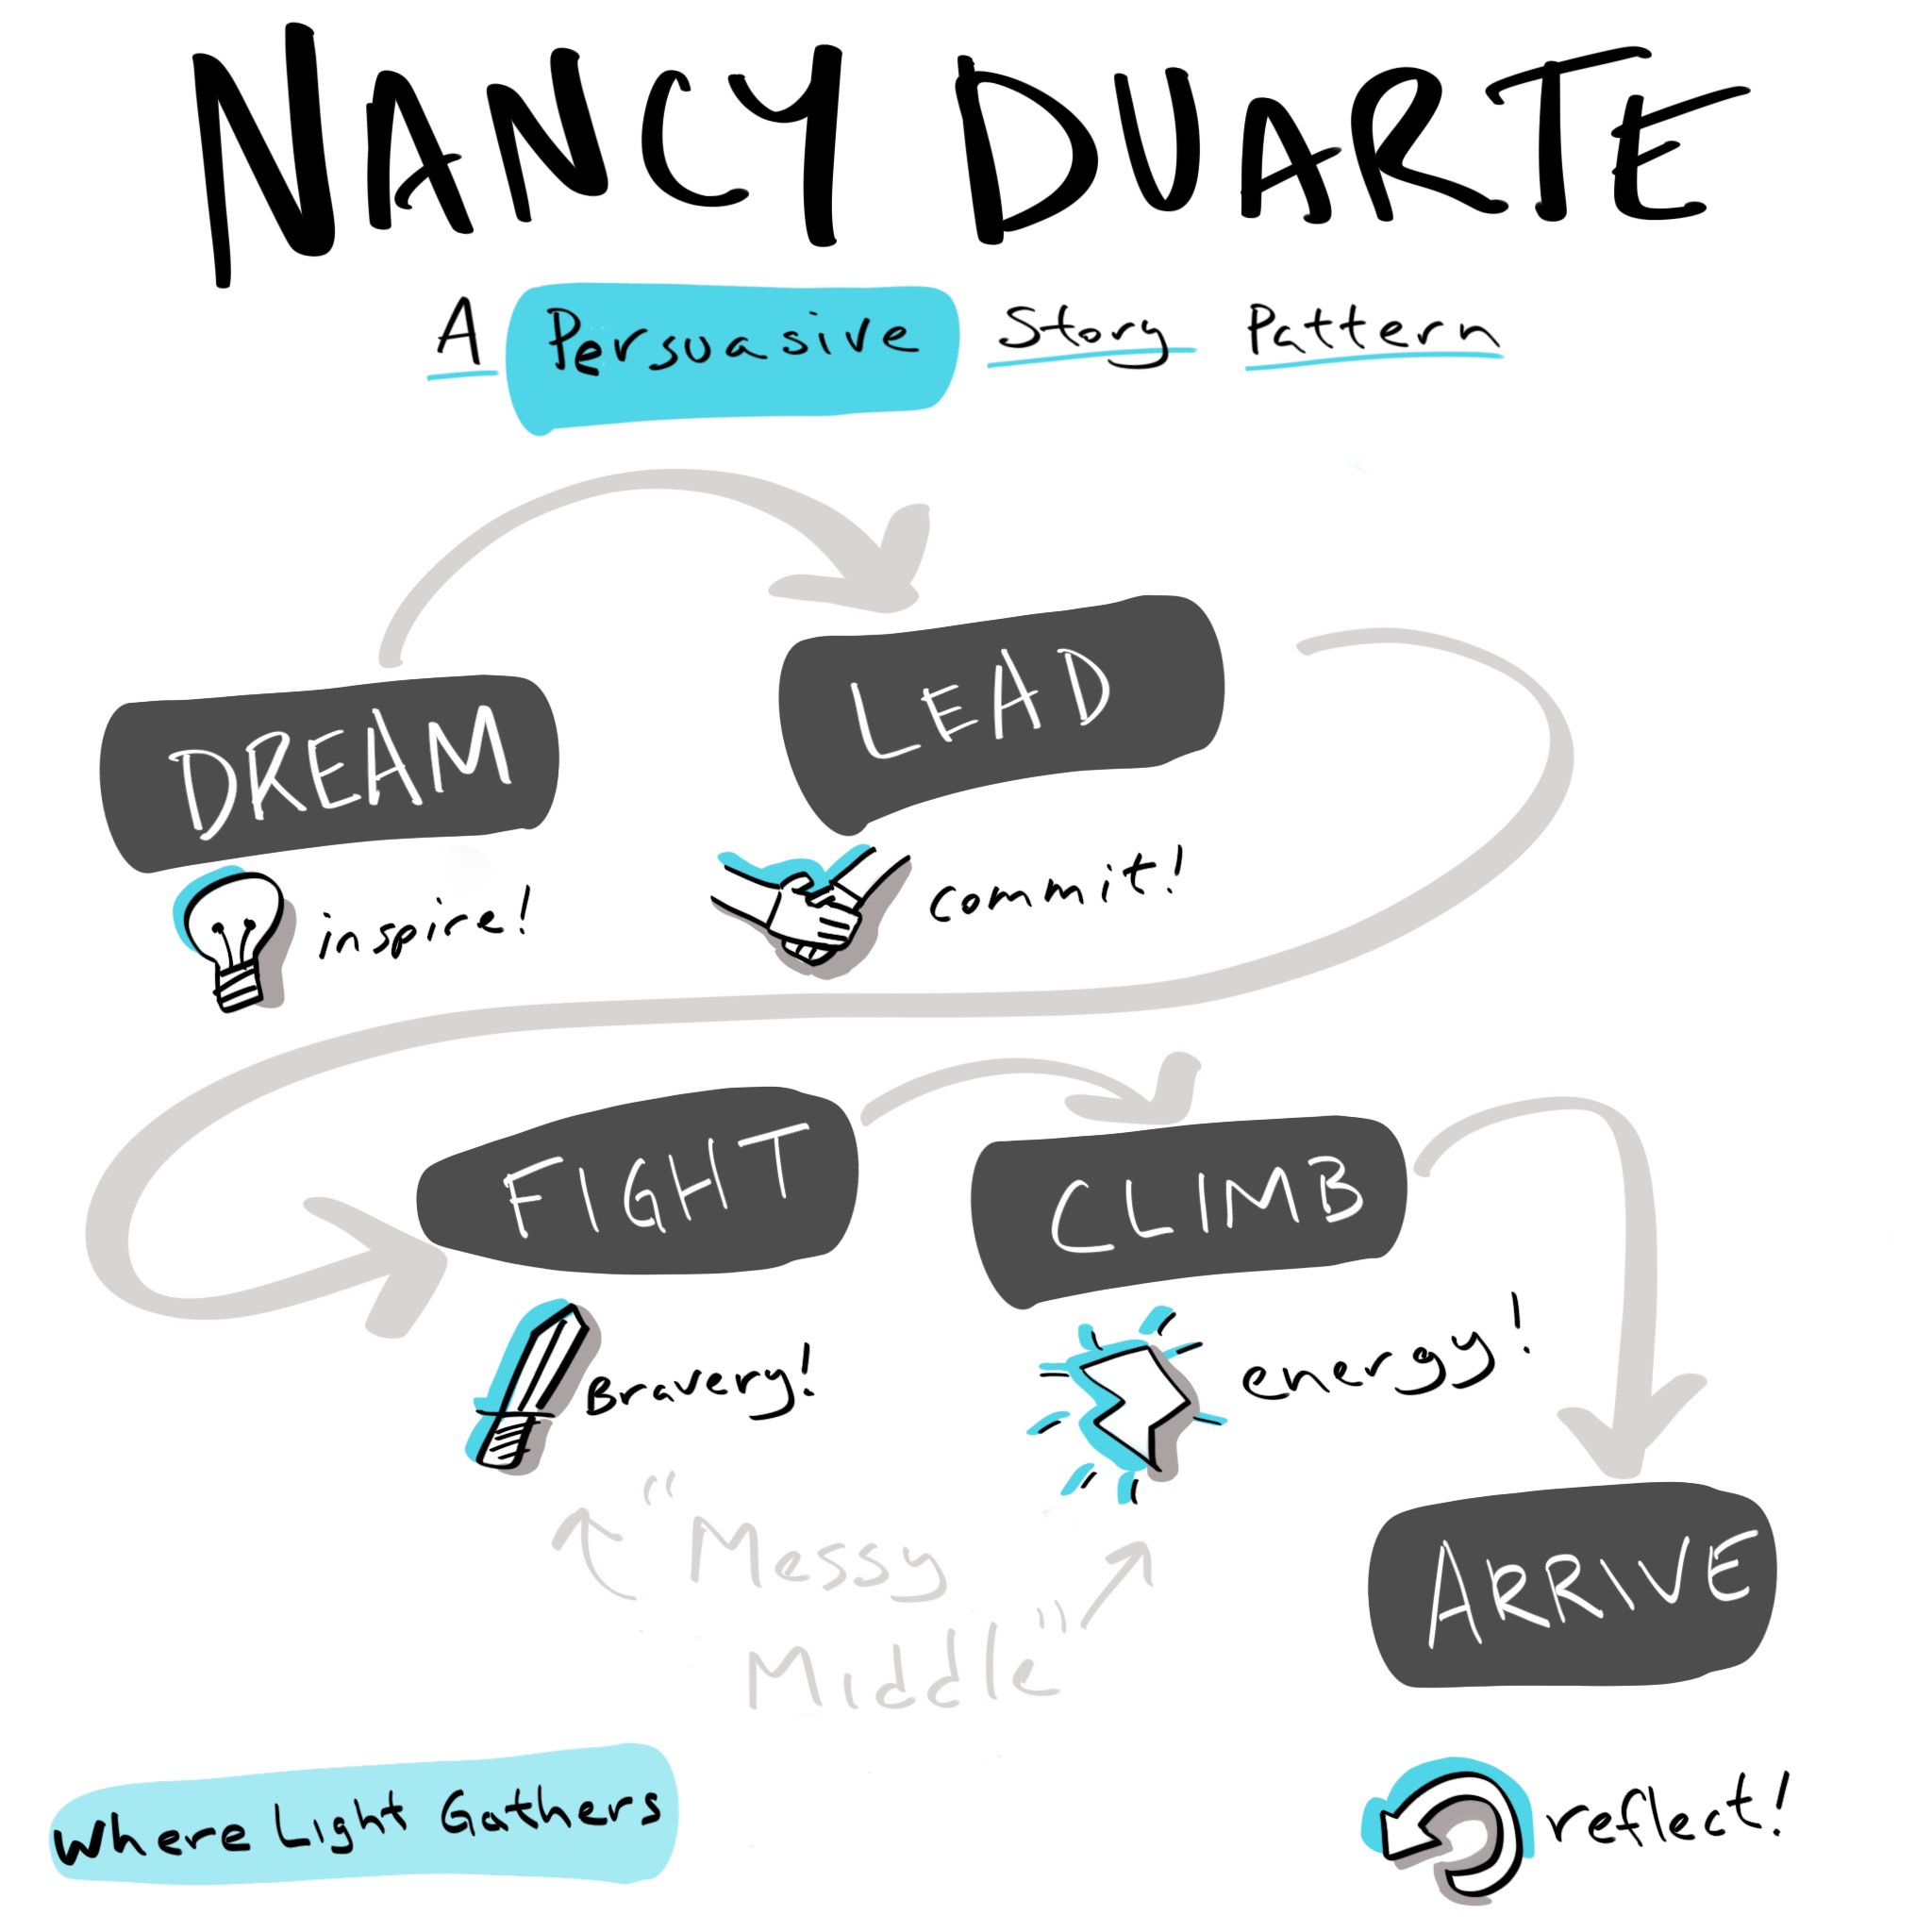 NANCY DUARTE
A Persuasive Story Pattern
DREAM
LEAD
inspire!
commit!
FIGHT
CLIMB
Bravery!
energy!
"Messy
Middle"
ARRIVE
Where Light Gathers
reflect!